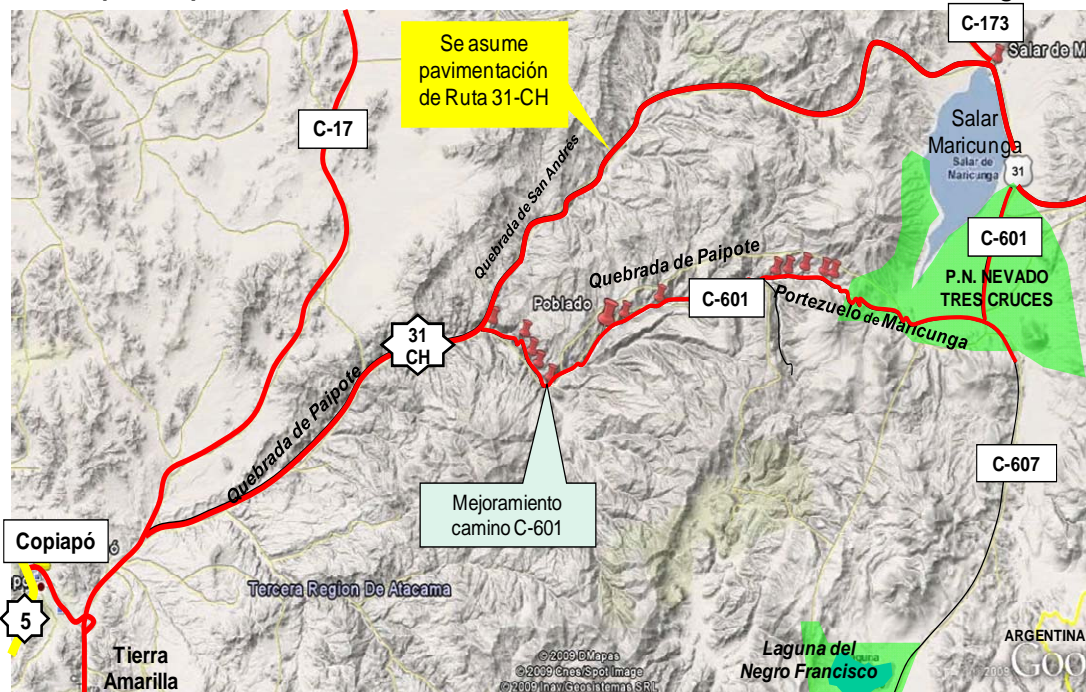 C-173
Salar de M
Se asume
pavimentación
de Ruta 31-CH
C-17
Salar
Maricunga
Salar de
Maricunga
31
Quebrada de San Andrés
C-601
Quebrada de Paipote
P.N. NEVADO
TRES CRUCES
Poblado
C-601
Portezuelo de Maricunga
31
CH
Quebrada de Paipote
C-607
Mejoramiento
camino C-601
Copiapó
5
Tercera Region De Atacama
Tierra
Amarilla
Laguna del
Negro Francisco
ARGENTINA
© 2009 DMapas
© 2009 Cnes/Spot Image
© 2009 Inav/Geosistemas SRL
© 2009
Goo